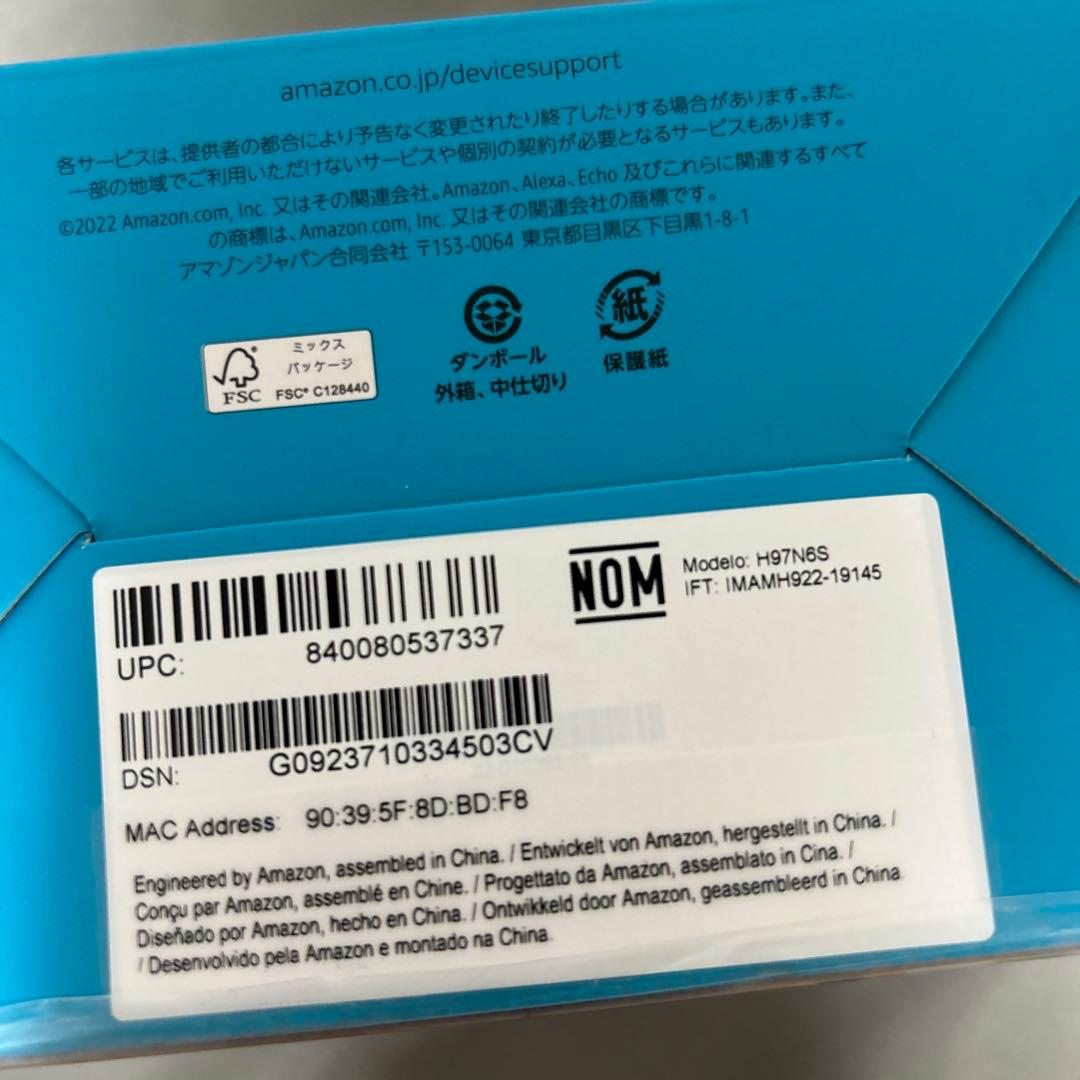 amazon.co.jp/devicesupport
各サービスは、提供者の都合により予告なく変更されたり終了したりする場合があります。また、
一部の地域でご利用いただけないサービスや個別の契約が必要となるサービスもあります。
©2022 Amazon.com, Inc. 又はその関連会社。Amazon、Alexa、Echo 及びこれらに関連するすべて
の商標は、Amazon.com, Inc. 又はその関連会社の商標です。
アマゾンジャパン合同会社 〒153-0064 東京都目黒区下目黒1-8-1
紙
ダンボール
外箱、中仕切り
保護紙
ミックス
パッケージ
FSC
FSC® C128440
NOM
Modelo: H97N6S
IFT: IMAMH922-19145
UPC: 840080537337
DSN: G0923710334503CV
MAC Address: 90:39:5F:8D:BD:F8
Engineered by Amazon, assembled in China. / Entwickelt von Amazon, hergestellt in China. /
Conçu par Amazon, assemblé en Chine. / Progettato da Amazon, assemblato in Cina. /
Diseñado por Amazon, hecho en China. / Ontwikkeld door Amazon, geassembleerd in China
/ Desenvolvido pela Amazon e montado na China.